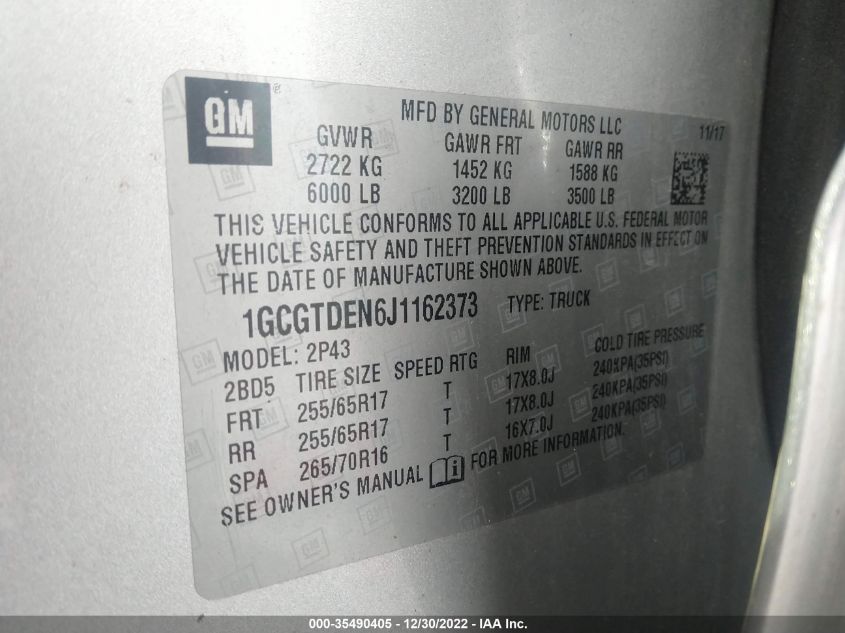 GM ®
MFD BY GENERAL MOTORS LLC
11/17
GVWR GAWR FRT GAWR RR
2722 KG 1452 KG 1588 KG
6000 LB 3200 LB 3500 LB
THIS VEHICLE CONFORMS TO ALL APPLICABLE U.S. FEDERAL MOTOR
VEHICLE SAFETY AND THEFT PREVENTION STANDARDS IN EFFECT ON
THE DATE OF MANUFACTURE SHOWN ABOVE.
1GCGTDEN6J1162373 TYPE: TRUCK
MODEL: 2P43
2BD5 TIRE SIZE SPEED RTG RIM COLD TIRE PRESSURE
FRT 255/65R17 T 17X8.0J 240KPA(35PSI)
RR 255/65R17 T 17X8.0J 240KPA(35PSI)
SPA 265/70R16 T 16X7.0J 240KPA(35PSI)
SEE OWNER'S MANUAL FOR MORE INFORMATION.
000-35490405 - 12/30/2022 - IAA Inc.